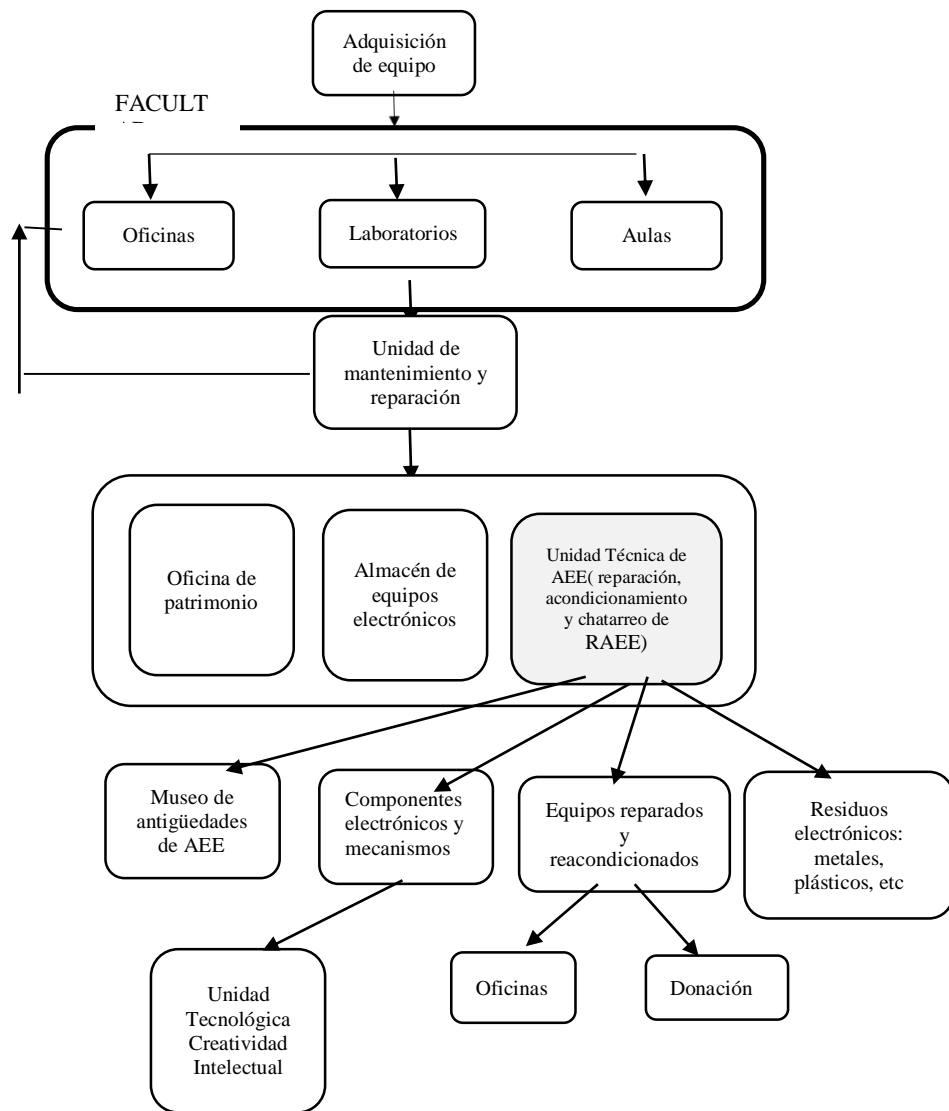 Adquisición
de equipo
FACULT
Oficinas
Laboratorios
Aulas
Unidad de
mantenimiento y
reparación
Oficina de
patrimonio
Almacén de
equipos
electrónicos
Unidad Técnica de
AEE( reparación,
acondicionamiento
y chatarreo de
RAEE)
Museo de
antigüedades
de AEE
Componentes
electrónicos y
mecanismos
Equipos reparados
y
reacondicionados
Residuos
electrónicos:
metales,
plásticos, etc
Unidad
Tecnológica
Creatividad
Intelectual
Oficinas
Donación